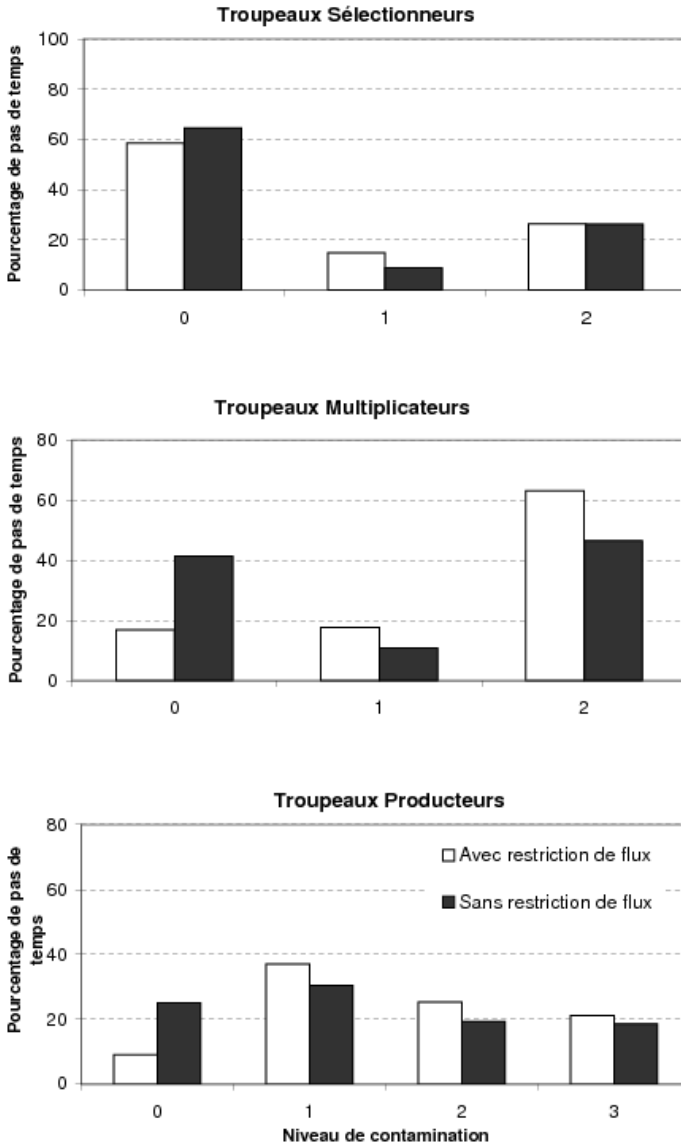 Troupeaux Sélectionneurs
Pourcentage de pas de temps
100
80
60
40
20
0
0 1 2
Troupeaux Multiplicateurs
Pourcentage de pas de temps
80
60
40
20
0
0 1 2
Troupeaux Producteurs
Pourcentage de pas de
temps
80
60
40
20
0
Avec restriction de flux
Sans restriction de flux
0 1 2 3
Niveau de contamination